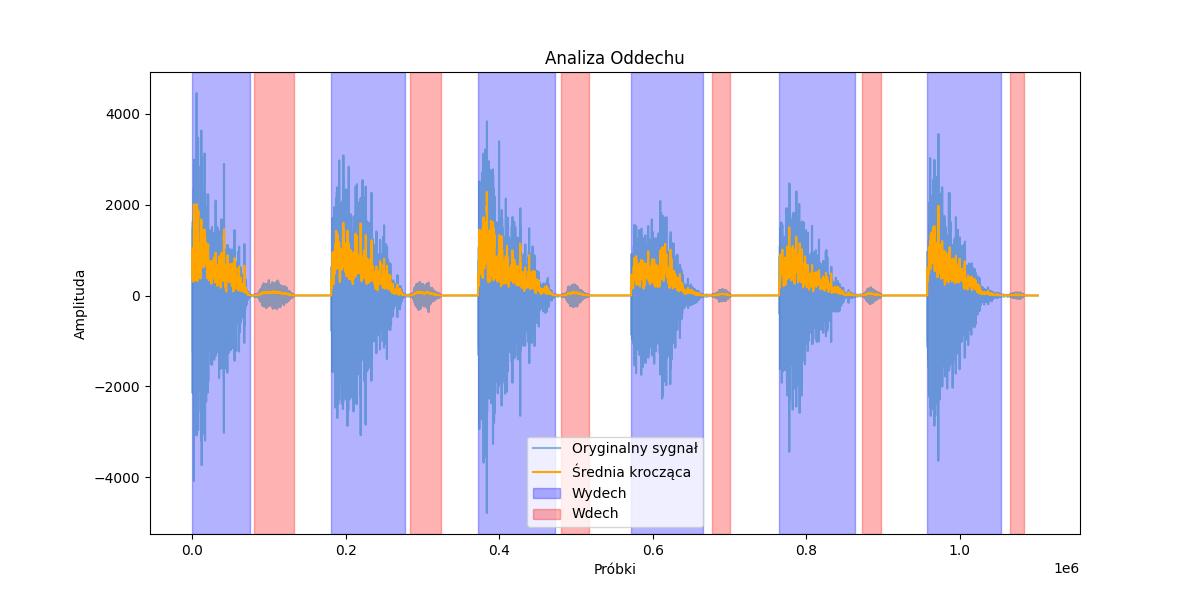 Analiza Oddechu
Amplituda
4000
2000
0
−2000
−4000
Oryginalny sygnał
Średnia krocząca
Wydech
Wdech
0.0 0.2 0.4 0.6 0.8 1.0
1e6
Próbki